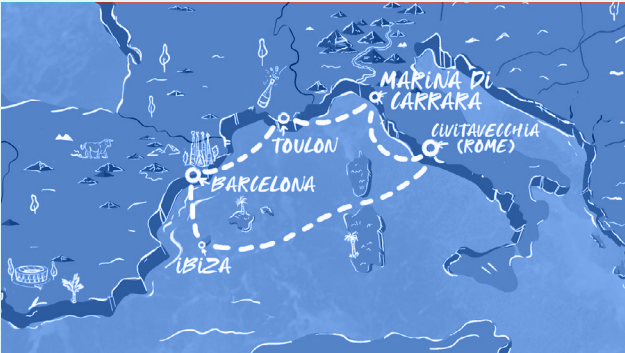 MARINA DI
CARRARA
CIVITAVECCHIA
(ROME)
TOULON
BARCELONA
IBIZA